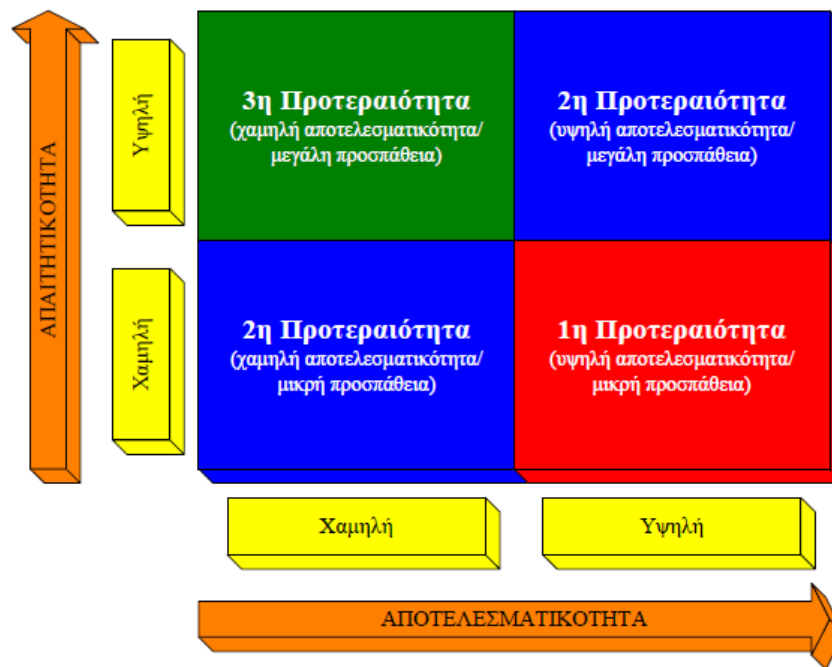 ΑΠΑΙΤΗΤΙΚΟΤΗΤΑ
Υψηλή
3η Προτεραιότητα
(χαμηλή αποτελεσματικότητα/
μεγάλη προσπάθεια)
2η Προτεραιότητα
(υψηλή αποτελεσματικότητα/
μεγάλη προσπάθεια)
Χαμηλή
2η Προτεραιότητα
(χαμηλή αποτελεσματικότητα/
μικρή προσπάθεια)
1η Προτεραιότητα
(υψηλή αποτελεσματικότητα/
μικρή προσπάθεια)
Χαμηλή
Υψηλή
ΑΠΟΤΕΛΕΣΜΑΤΙΚΟΤΗΤΑ